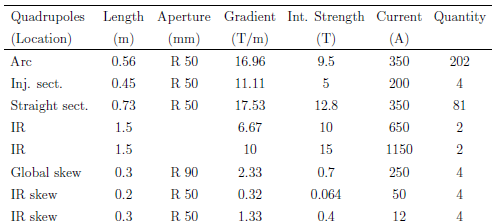 Quadrupoles Length Aperture Gradient Int. Strength Current Quantity
(Location) (m) (mm) (T/m) (T) (A)
Arc 0.56 R 50 16.96 9.5 350 202
Inj. sect. 0.45 R 50 11.11 5 200 4
Straight sect. 0.73 R 50 17.53 12.8 350 81
IR 1.5 6.67 10 650 2
IR 1.5 10 15 1150 2
Global skew 0.3 R 90 2.33 0.7 250 4
IR skew 0.2 R 50 0.32 0.064 50 4
IR skew 0.3 R 50 1.33 0.4 12 4